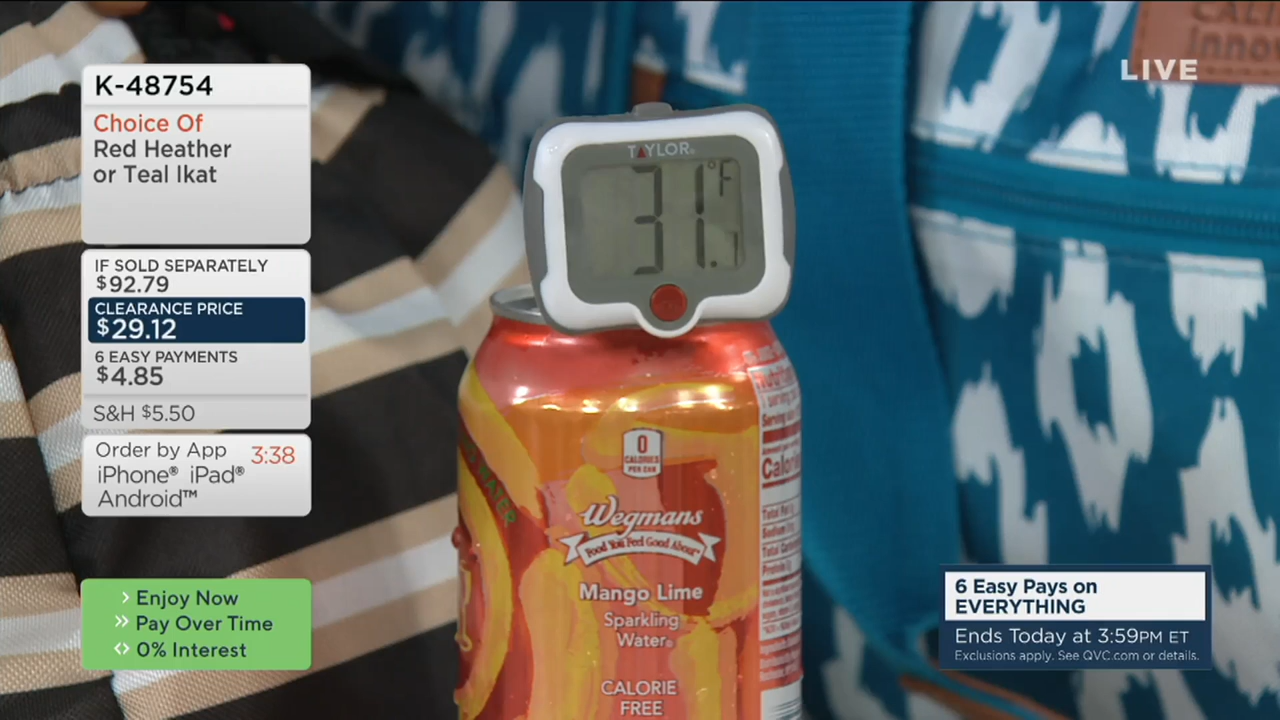 K-48754
Choice Of
Red Heather
or Teal Ikat
IF SOLD SEPARATELY
$92.79
CLEARANCE PRICE
$29.12
6 EASY PAYMENTS
$4.85
S&H $5.50
Order by App 3:38
iPhone® iPad®
Android™
> Enjoy Now
>> Pay Over Time
<> 0% Interest
LIVE
TAYLOR
°F
0
CALORIES
PER CAN
Wegmans
Food You Feel Good About
Mango Lime
Sparkling
Water
CALORIE
FREE
6 Easy Pays on
EVERYTHING
Ends Today at 3:59PM ET
Exclusions apply. See QVC.com or details.